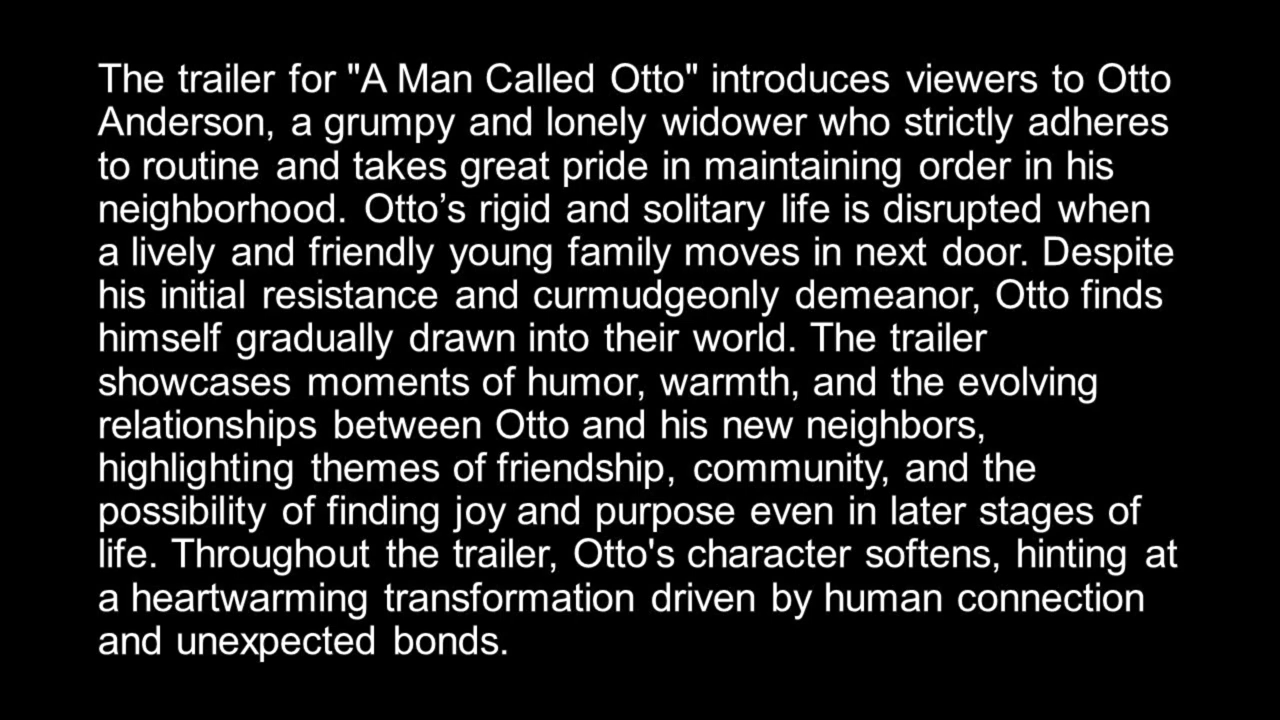 The trailer for "A Man Called Otto" introduces viewers to Otto
Anderson, a grumpy and lonely widower who strictly adheres
to routine and takes great pride in maintaining order in his
neighborhood. Otto’s rigid and solitary life is disrupted when
a lively and friendly young family moves in next door. Despite
his initial resistance and curmudgeonly demeanor, Otto finds
himself gradually drawn into their world. The trailer
showcases moments of humor, warmth, and the evolving
relationships between Otto and his new neighbors,
highlighting themes of friendship, community, and the
possibility of finding joy and purpose even in later stages of
life. Throughout the trailer, Otto's character softens, hinting at
a heartwarming transformation driven by human connection
and unexpected bonds.